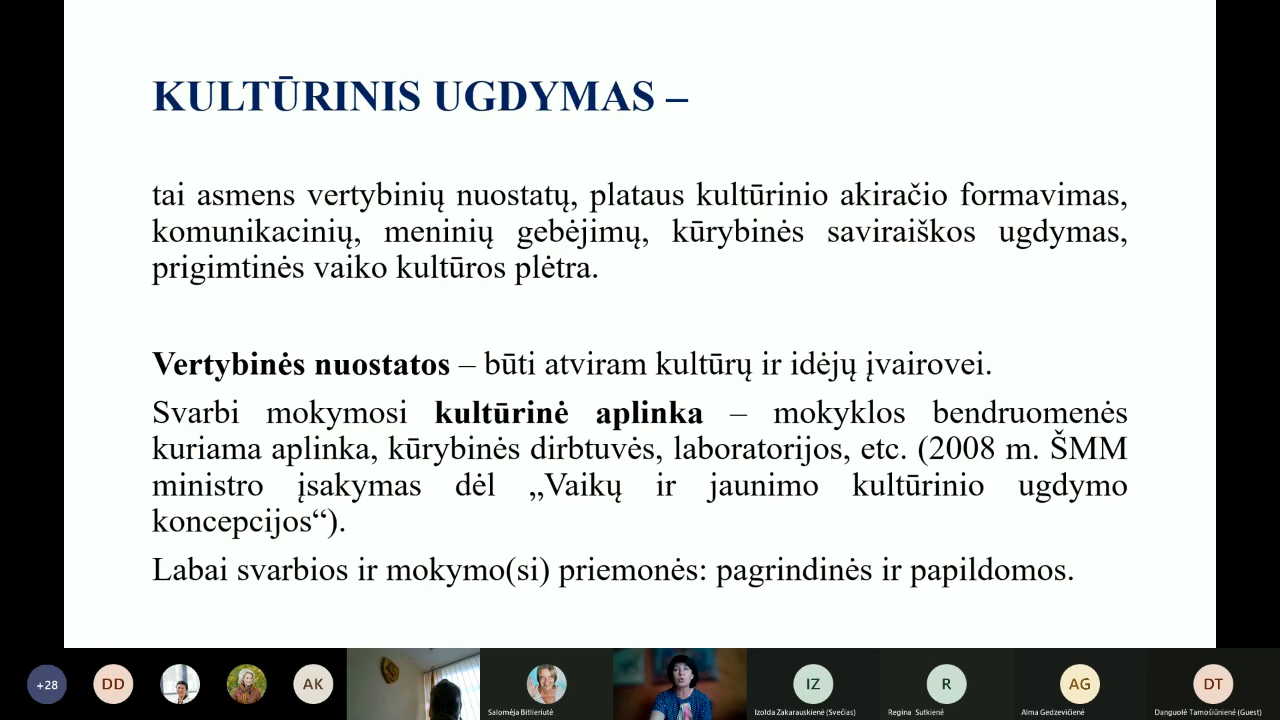 KULTŪRINIS UGDYMAS –
tai asmens vertybinių nuostatų, plataus kultūrinio akiračio formavimas,
komunikacinių, meninių gebėjimų, kūrybinės saviraiškos ugdymas,
prigimtinės vaiko kultūros plėtra.
Vertybinės nuostatos – būti atviram kultūrų ir idėjų įvairovei.
Svarbi mokymosi kultūrinė aplinka – mokyklos bendruomenės
kuriama aplinka, kūrybinės dirbtuvės, laboratorijos, etc. (2008 m. ŠMM
ministro įsakymas dėl „Vaikų ir jaunimo kultūrinio ugdymo
koncepcijos“).
Labai svarbios ir mokymo(si) priemonės: pagrindinės ir papildomos.
+28 DD AK IZ R AG DT
Salomėja Bitlieriutė Izolda Zakarauskienė (Svečias) Regina Sutkienė Alma Gedzevičienė Danguolė Tamošiūnienė (Guest)